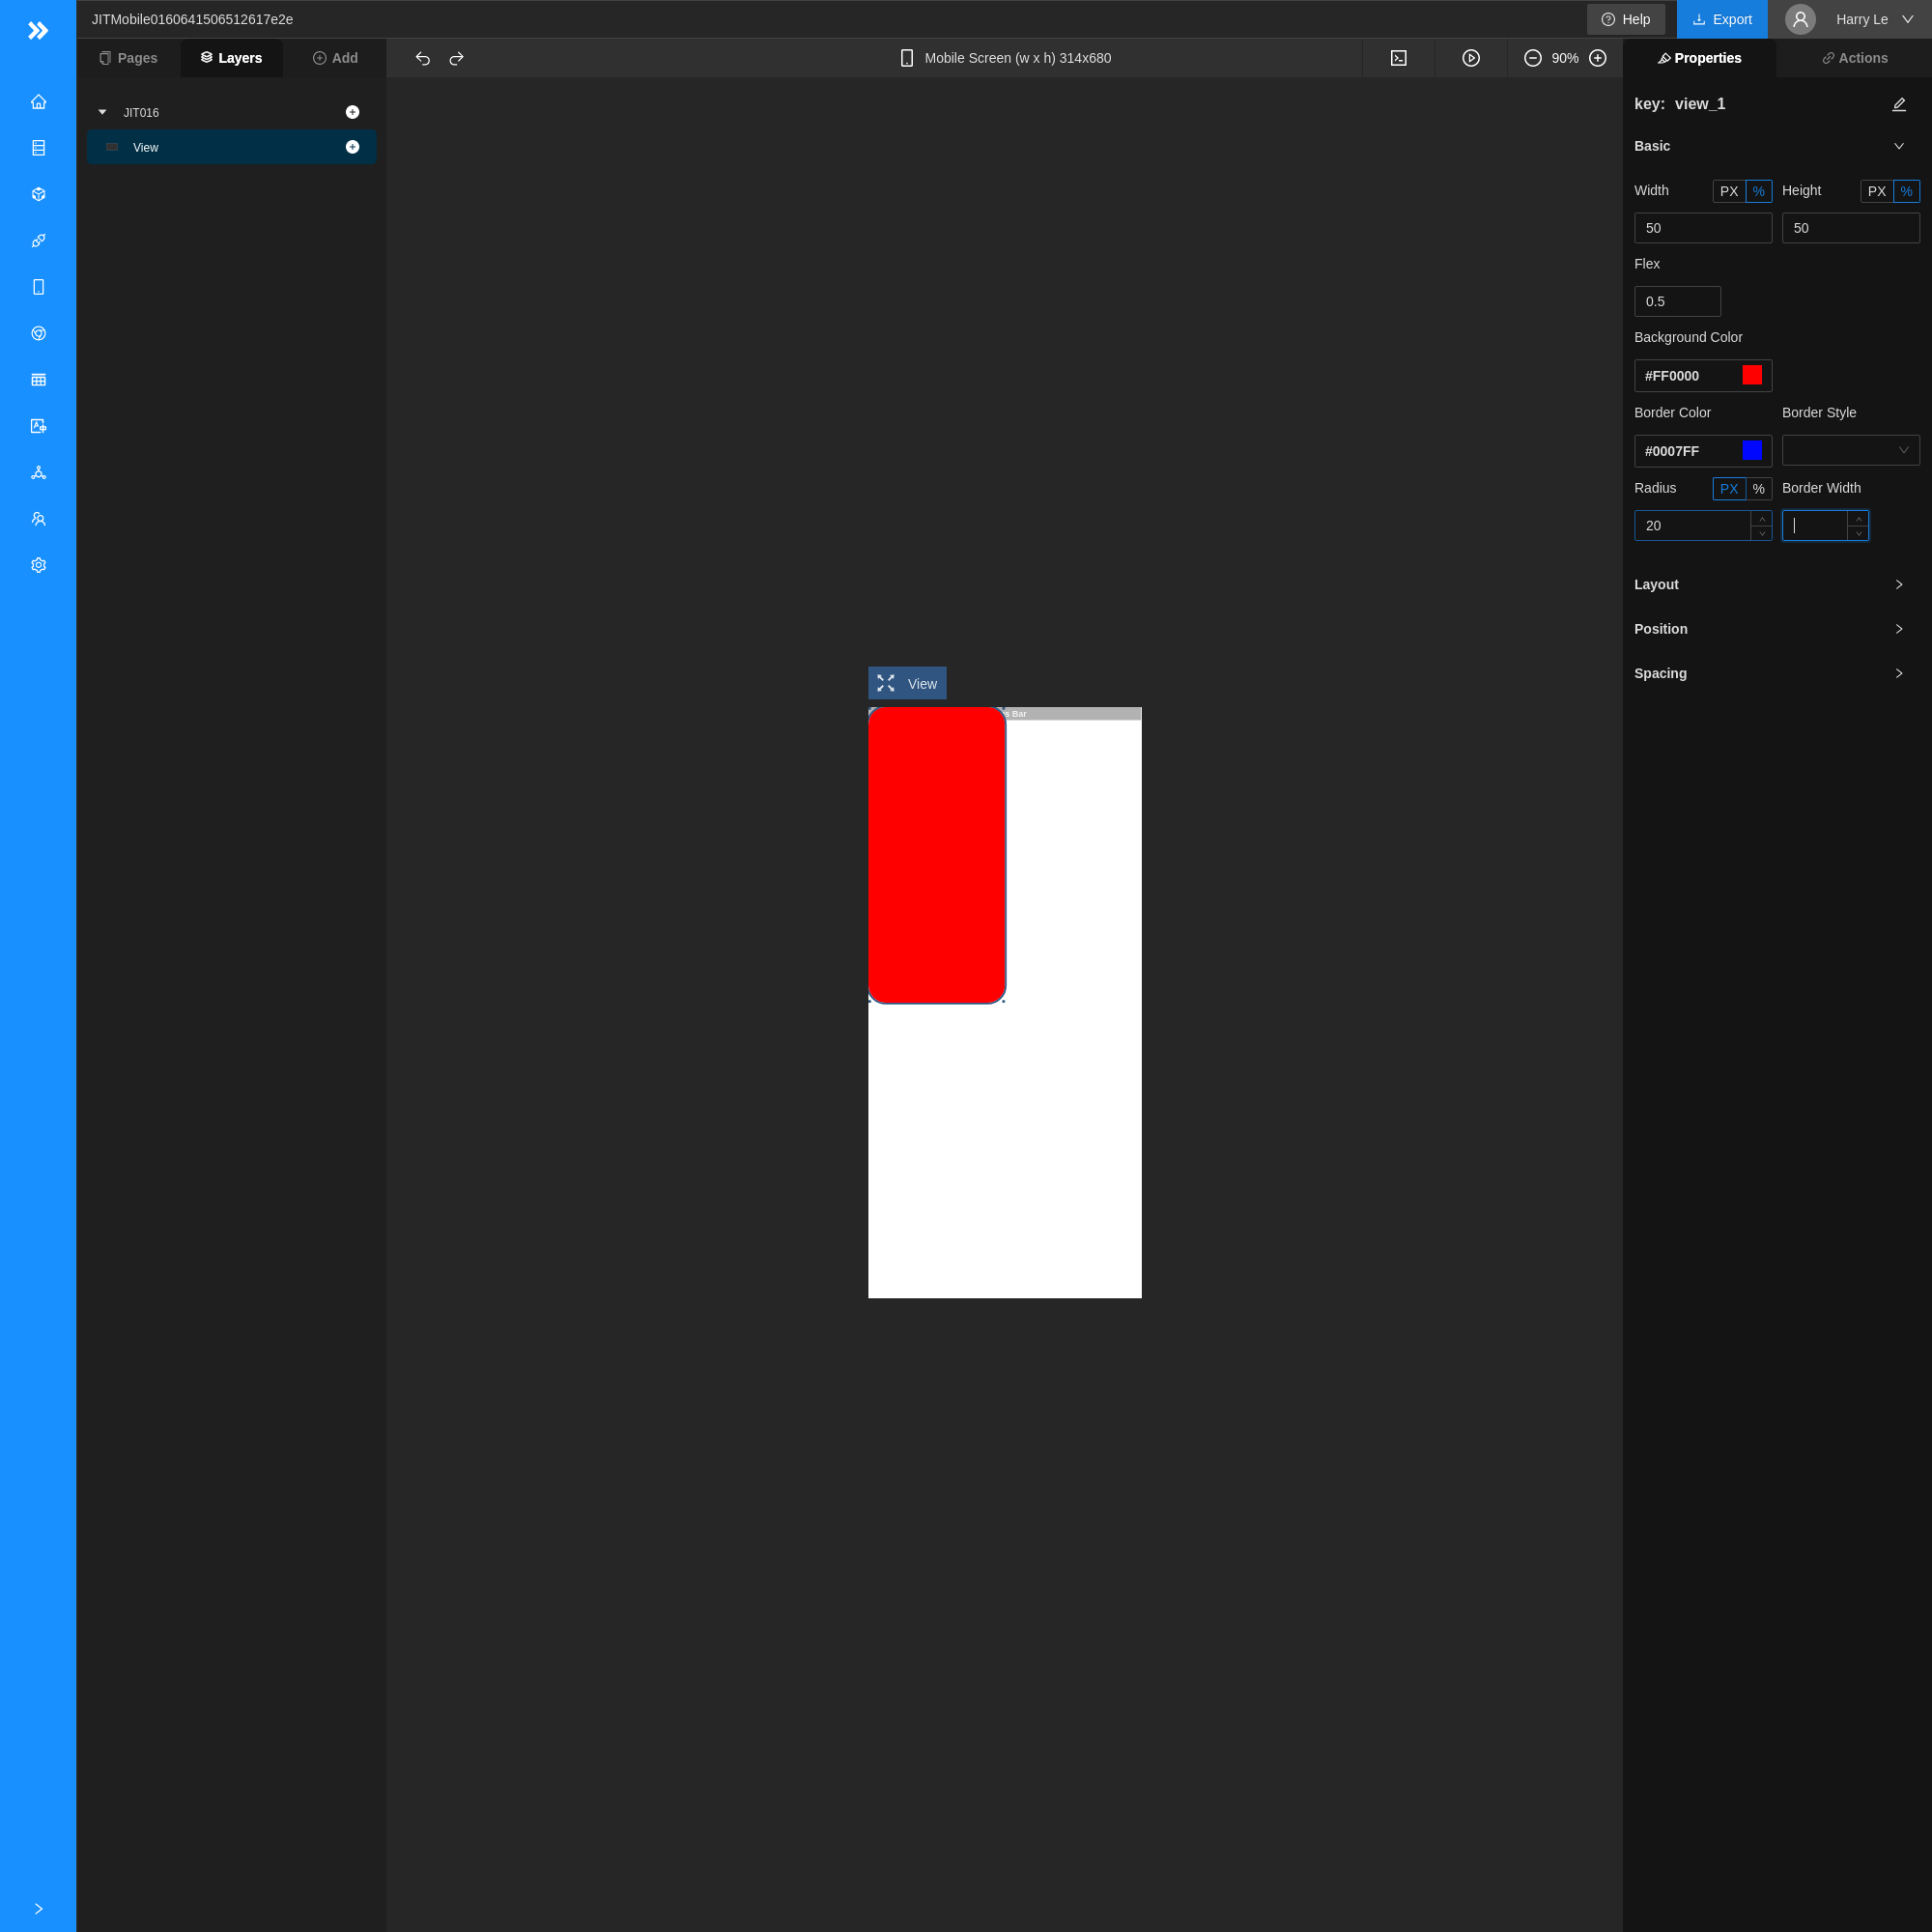 JITMobile0160641506512617e2e
Help
Export
Harry Le
Pages
Layers
Add
Mobile Screen (w x h) 314x680
90%
Properties
Actions
JIT016
View
key: view_1
Basic
Width PX % Height PX %
50 50
Flex
0.5
Background Color
#FF0000
Border Color Border Style
#0007FF
Radius PX % Border Width
20
Layout
Position
Spacing
View
s Bar